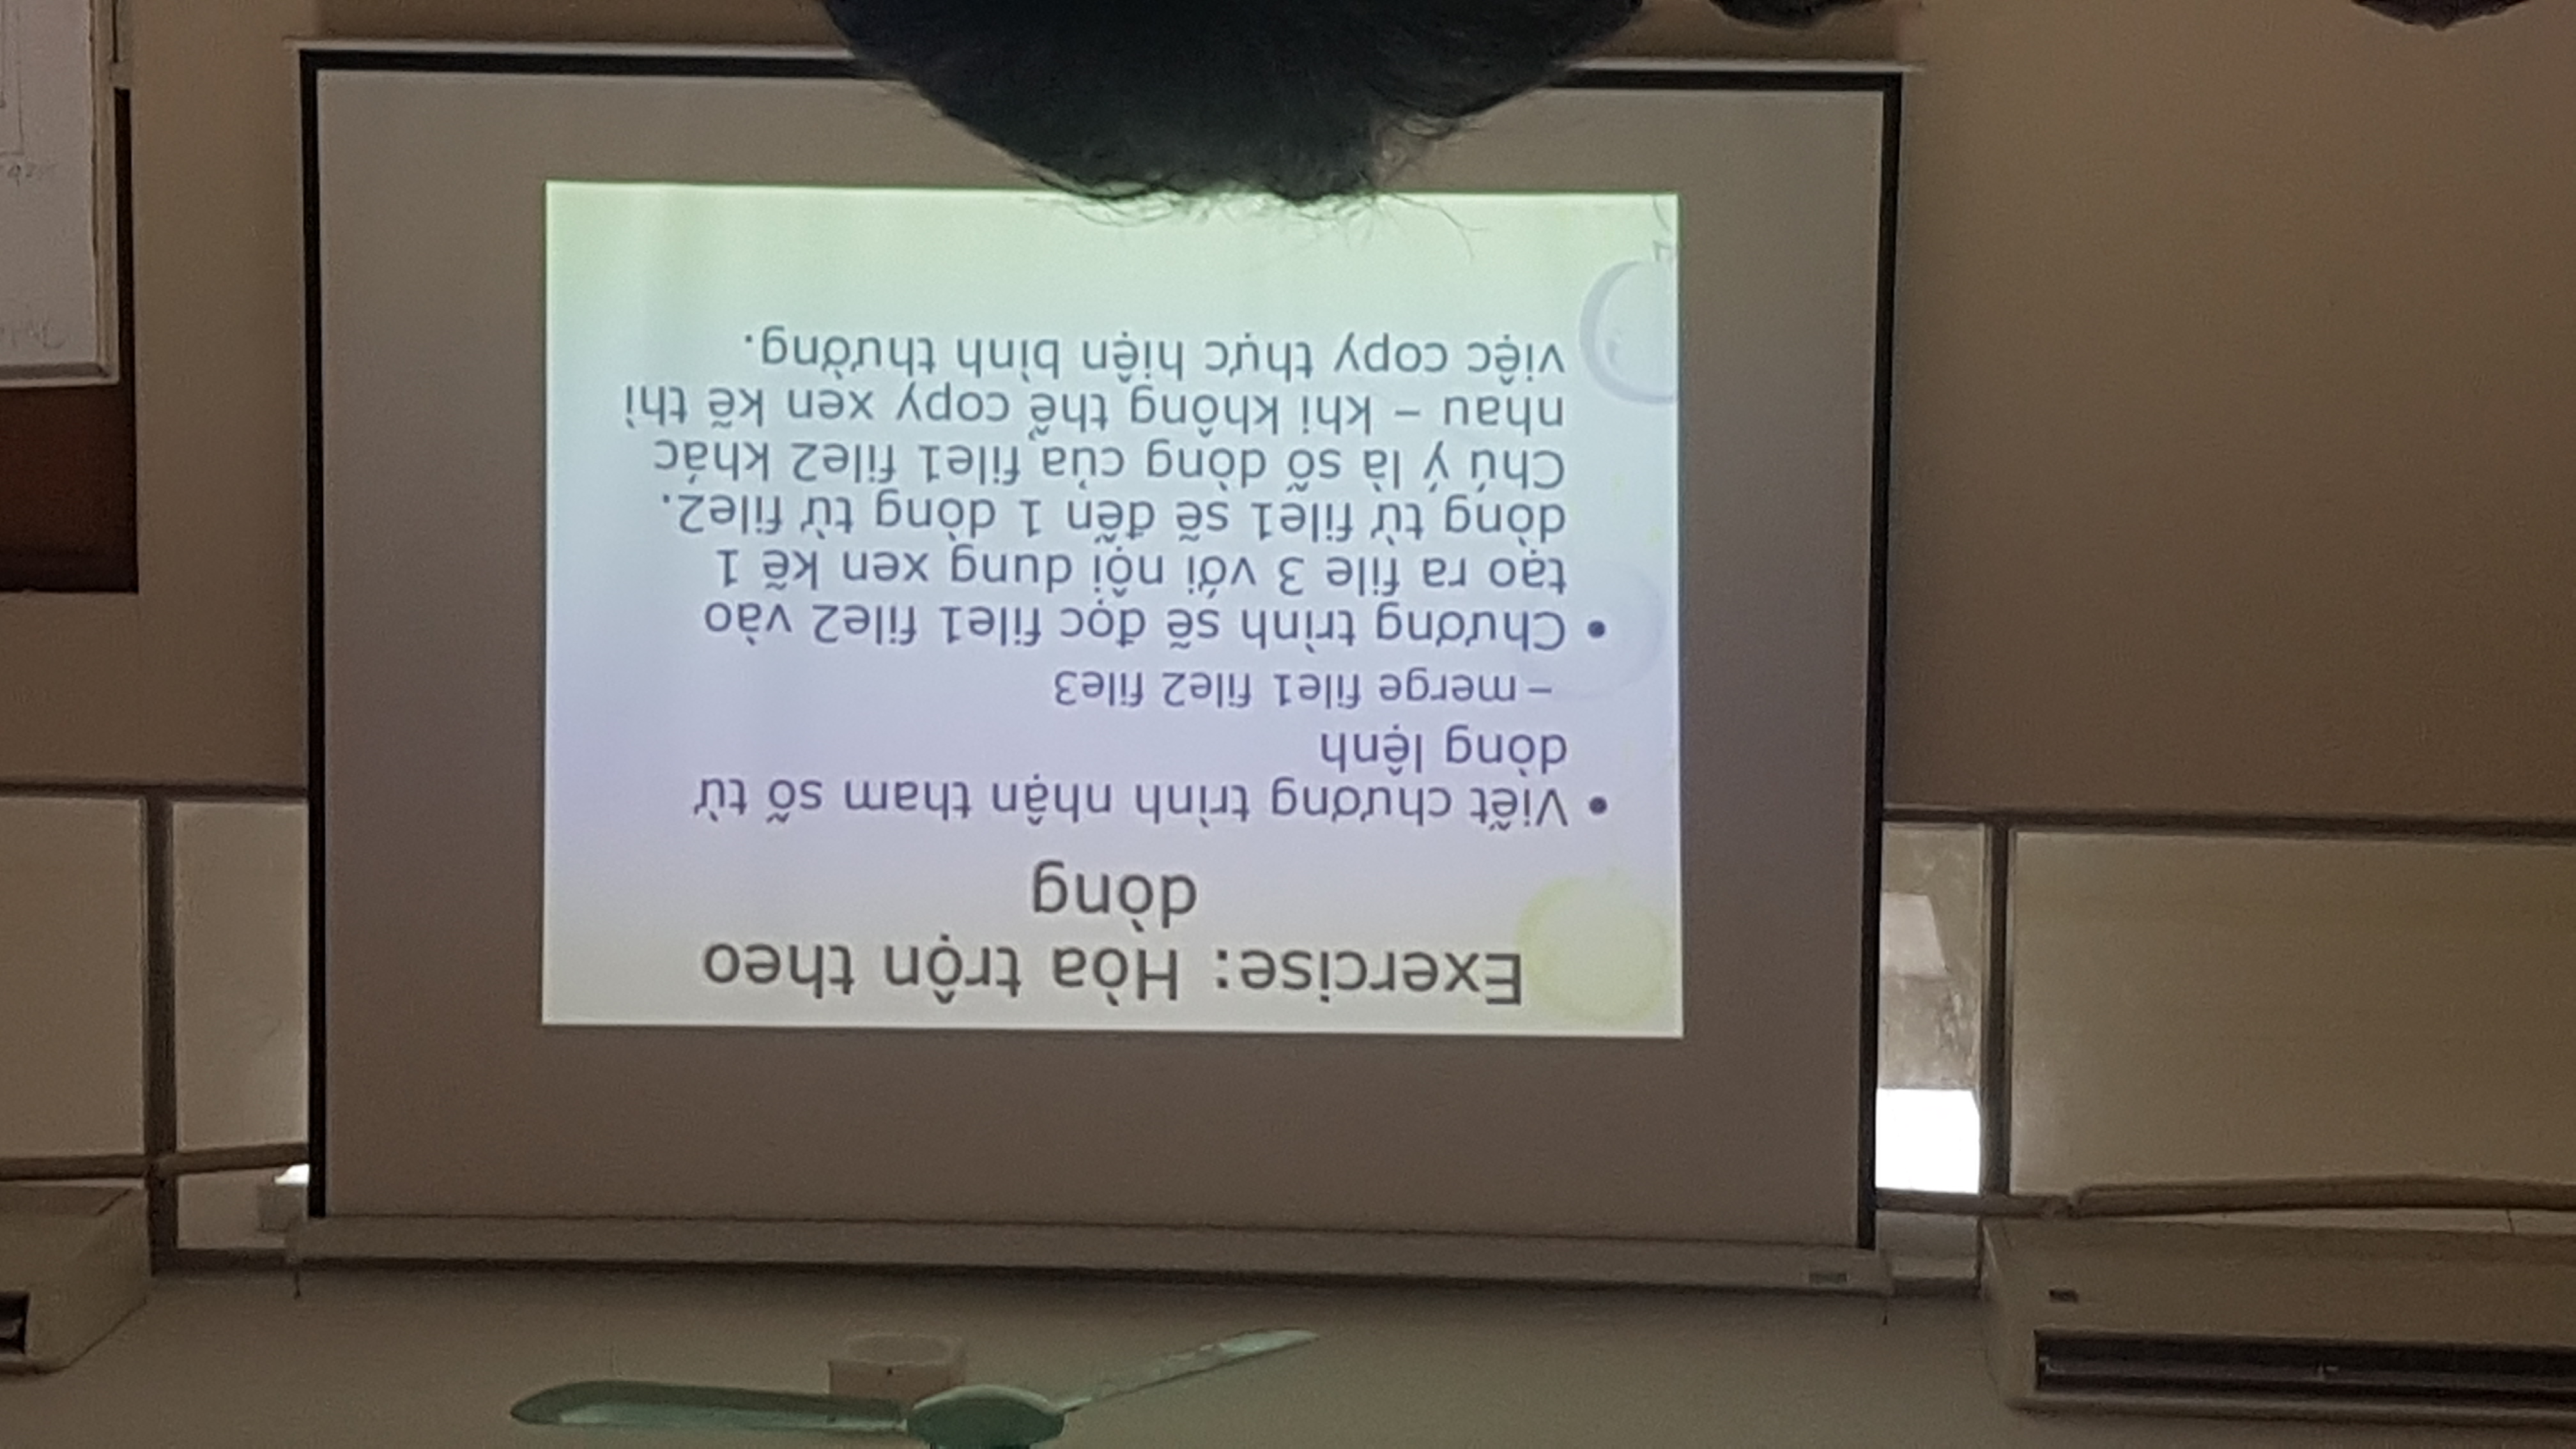 Exercise: Hòa trộn theo
dòng
• Viết chương trình nhận tham số từ
dòng lệnh
– merge file1 file2 file3
• Chương trình sẽ đọc file1 file2 vào
tạo ra file 3 với nội dung xen kẽ 1
dòng từ file1 sẽ đến 1 dòng từ file2.
Chú ý là số dòng của file1 file2 khác
nhau – khi không thể copy xen kẽ thì
việc copy thực hiện bình thường.